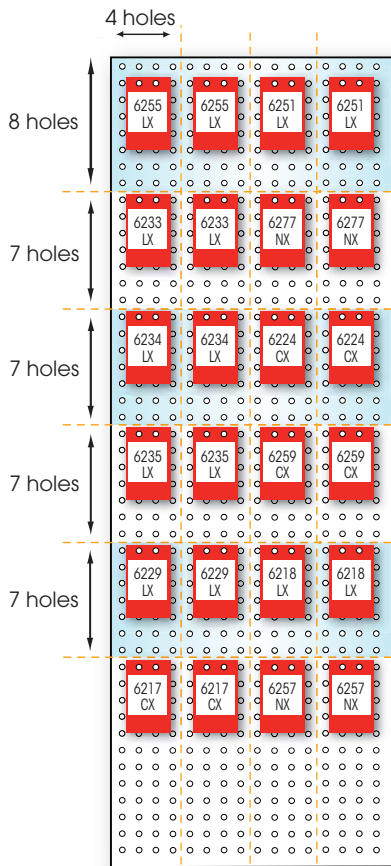 4 holes
8 holes
6255 6255 6251 6251
LX LX LX LX
7 holes
6233 6233 6277 6277
LX LX NX NX
7 holes
6234 6234 6224 6224
LX LX CX CX
7 holes
6235 6235 6259 6259
LX LX CX CX
7 holes
6229 6229 6218 6218
LX LX LX LX
6217 6217 6257 6257
CX CX NX NX